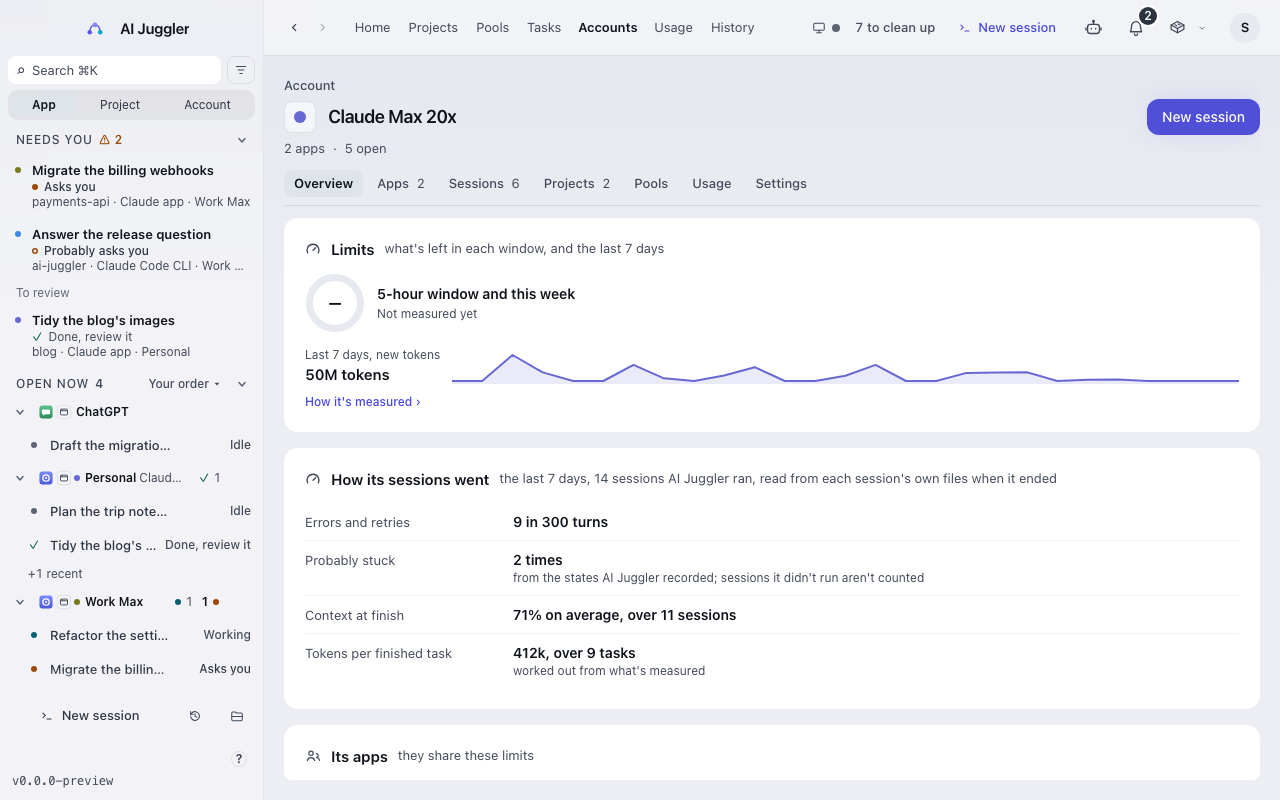 AI Juggler
Search ⌘K
App Project Account
NEEDS YOU 2
Migrate the billing webhooks
Asks you
payments-api · Claude app · Work Max
Answer the release question
Probably asks you
ai-juggler · Claude Code CLI · Work ...
To review
Tidy the blog's images
Done, review it
blog · Claude app · Personal
OPEN NOW 4 Your order
ChatGPT
Draft the migratio... Idle
Personal Claud... 1
Plan the trip note... Idle
Tidy the blog's ... Done, review it
+1 recent
Work Max 1 1
Refactor the setti... Working
Migrate the billin... Asks you
New session
?
v0.0.0-preview
Home Projects Pools Tasks Accounts Usage History 7 to clean up New session 2 S
Account
Claude Max 20x
New session
2 apps · 5 open
Overview Apps 2 Sessions 6 Projects 2 Pools Usage Settings
Limits what's left in each window, and the last 7 days
–
5-hour window and this week
Not measured yet
Last 7 days, new tokens
50M tokens
How it's measured ›
How its sessions went the last 7 days, 14 sessions AI Juggler ran, read from each session's own files when it ended
Errors and retries 9 in 300 turns
Probably stuck 2 times
from the states AI Juggler recorded; sessions it didn't run aren't counted
Context at finish 71% on average, over 11 sessions
Tokens per finished task 412k, over 9 tasks
worked out from what's measured
Its apps they share these limits